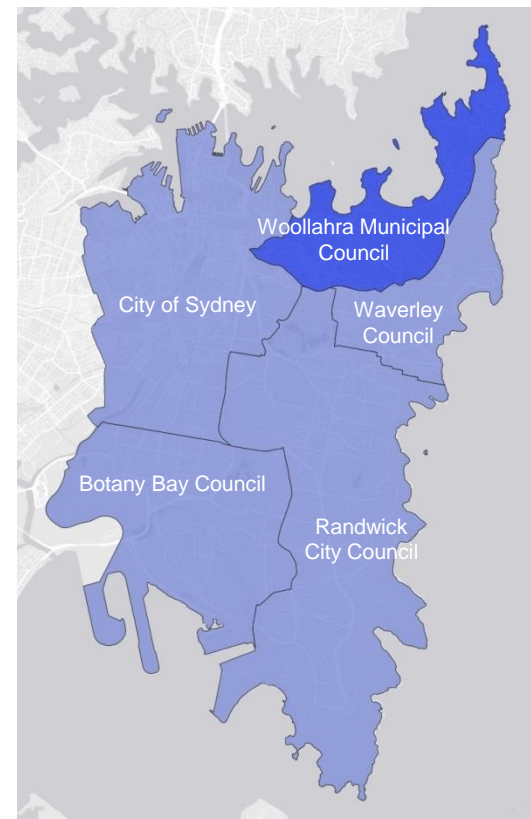 Woollahra Municipal
Council
City of Sydney
Waverley
Council
Botany Bay Council
Randwick
City Council